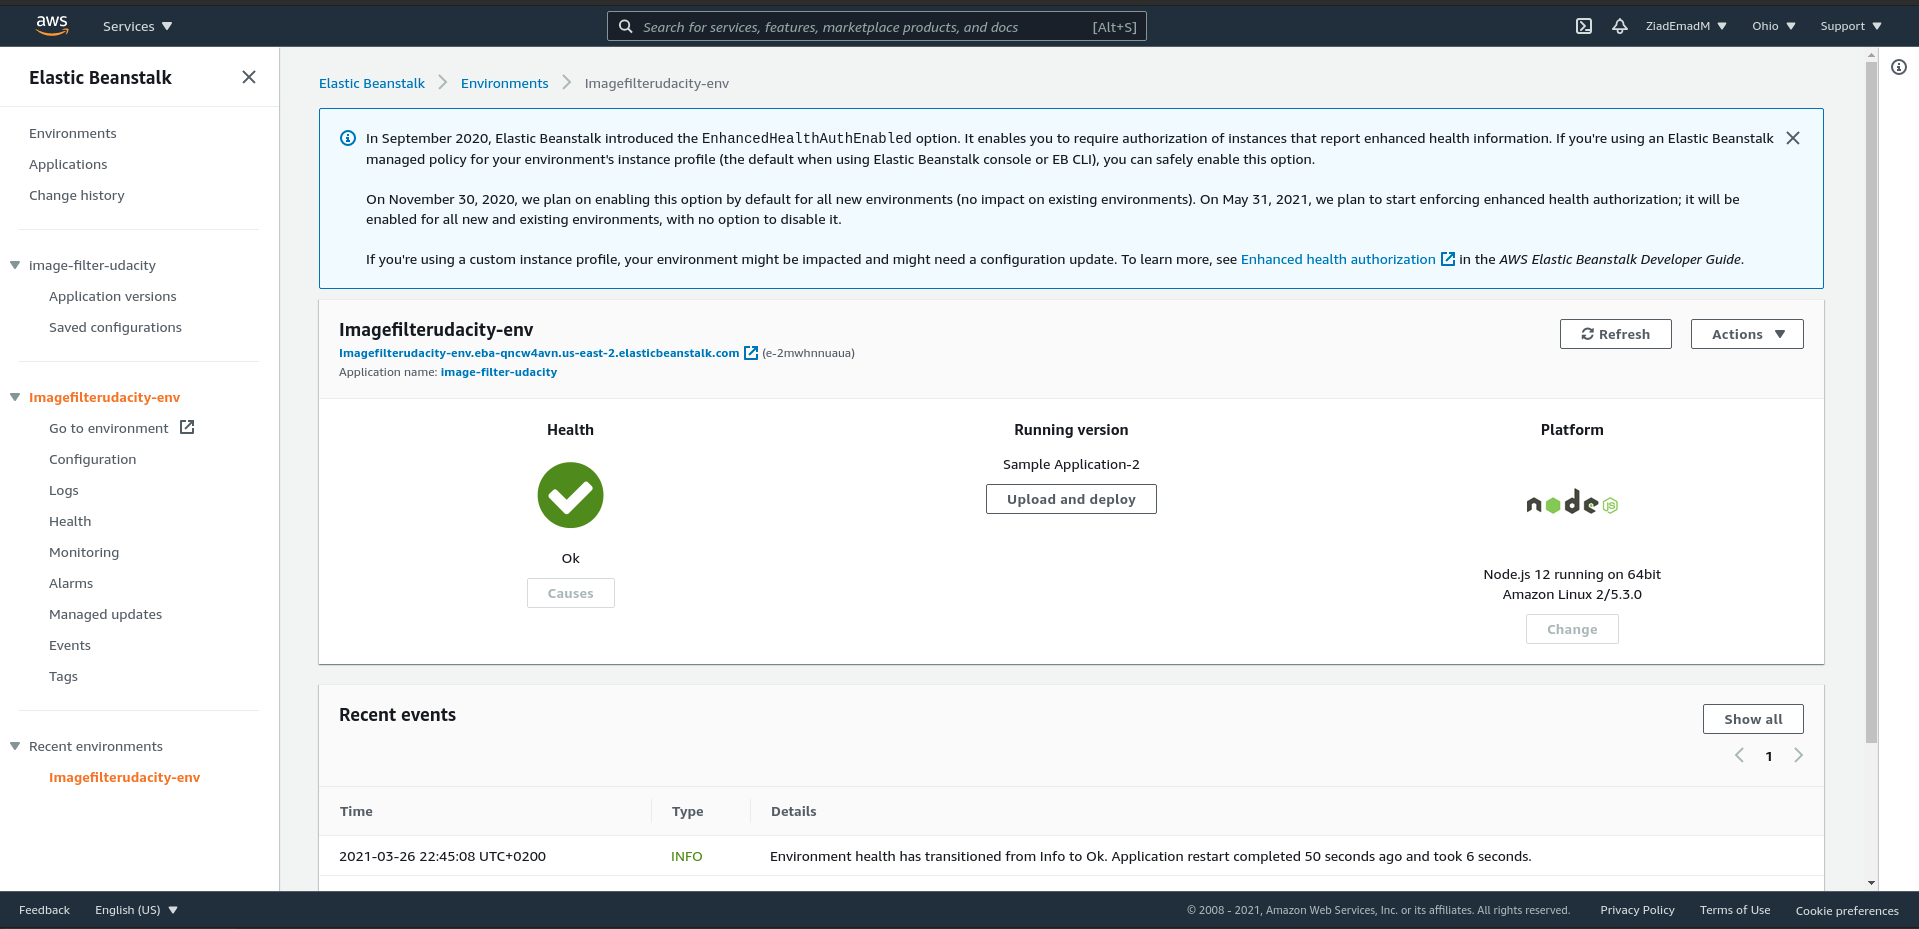 aws
Services
Search for services, features, marketplace products, and docs [Alt+S]
ZiadEmadM
Ohio
Support
Elastic Beanstalk
Environments
Applications
Change history
image-filter-udacity
Application versions
Saved configurations
Imagefilterudacity-env
Go to environment
Configuration
Logs
Health
Monitoring
Alarms
Managed updates
Events
Tags
Recent environments
Imagefilterudacity-env
Elastic Beanstalk
Environments
Imagefilterudacity-env
In September 2020, Elastic Beanstalk introduced the EnhancedHealthAuthEnabled option. It enables you to require authorization of instances that report enhanced health information. If you're using an Elastic Beanstalk
managed policy for your environment's instance profile (the default when using Elastic Beanstalk console or EB CLI), you can safely enable this option.
On November 30, 2020, we plan on enabling this option by default for all new environments (no impact on existing environments). On May 31, 2021, we plan to start enforcing enhanced health authorization; it will be
enabled for all new and existing environments, with no option to disable it.
If you're using a custom instance profile, your environment might be impacted and might need a configuration update. To learn more, see Enhanced health authorization in the AWS Elastic Beanstalk Developer Guide.
Imagefilterudacity-env
Imagefilterudacity-env.eba-qncw4avn.us-east-2.elasticbeanstalk.com (e-2mwhnnuaua)
Application name: image-filter-udacity
Refresh
Actions
Health
Ok
Causes
Running version
Sample Application-2
Upload and deploy
Platform
node JS
Node.js 12 running on 64bit
Amazon Linux 2/5.3.0
Change
Recent events
Show all
1
Time Type Details
2021-03-26 22:45:08 UTC+0200 INFO Environment health has transitioned from Info to Ok. Application restart completed 50 seconds ago and took 6 seconds.
Feedback
English (US)
© 2008 - 2021, Amazon Web Services, Inc. or its affiliates. All rights reserved.
Privacy Policy
Terms of Use
Cookie preferences